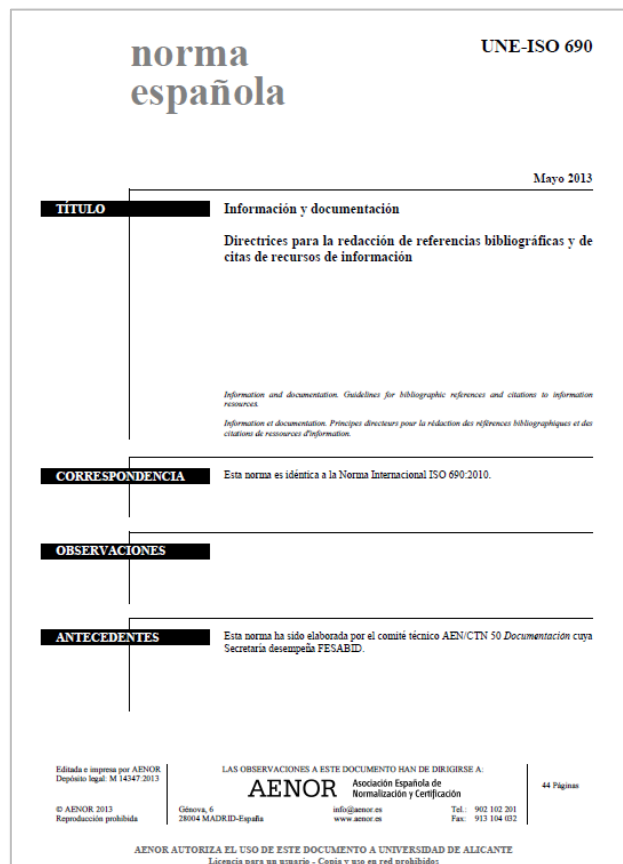 norma
española
UNE-ISO 690
Mayo 2013
TÍTULO
Información y documentación
Directrices para la redacción de referencias bibliográficas y de
citas de recursos de información
Information and documentation. Guidelines for bibliographic references and citations to information
resources.
Information et documentation. Principes directeurs pour la rédaction des références bibliographiques et des
citations de ressources d'information.
CORRESPONDENCIA
Esta norma es idéntica a la Norma Internacional ISO 690:2010.
OBSERVACIONES
ANTECEDENTES
Esta norma ha sido elaborada por el comité técnico AEN/CTN 50 Documentación cuya
Secretaría desempeña FESABID.
Editada e impresa por AENOR
Depósito legal: M 14347:2013
© AENOR 2013
Reproducción prohibida
LAS OBSERVACIONES A ESTE DOCUMENTO HAN DE DIRIGIRSE A:
AENOR Asociación Española de
Normalización y Certificación
Génova, 6
28004 MADRID-España
info@aenor.es
www.aenor.es
Tel.: 902 102 201
Fax: 913 104 032
44 Páginas
AENOR AUTORIZA EL USO DE ESTE DOCUMENTO A UNIVERSIDAD DE ALICANTE
Licencia para un usuario - Copia y uso en red prohibidos